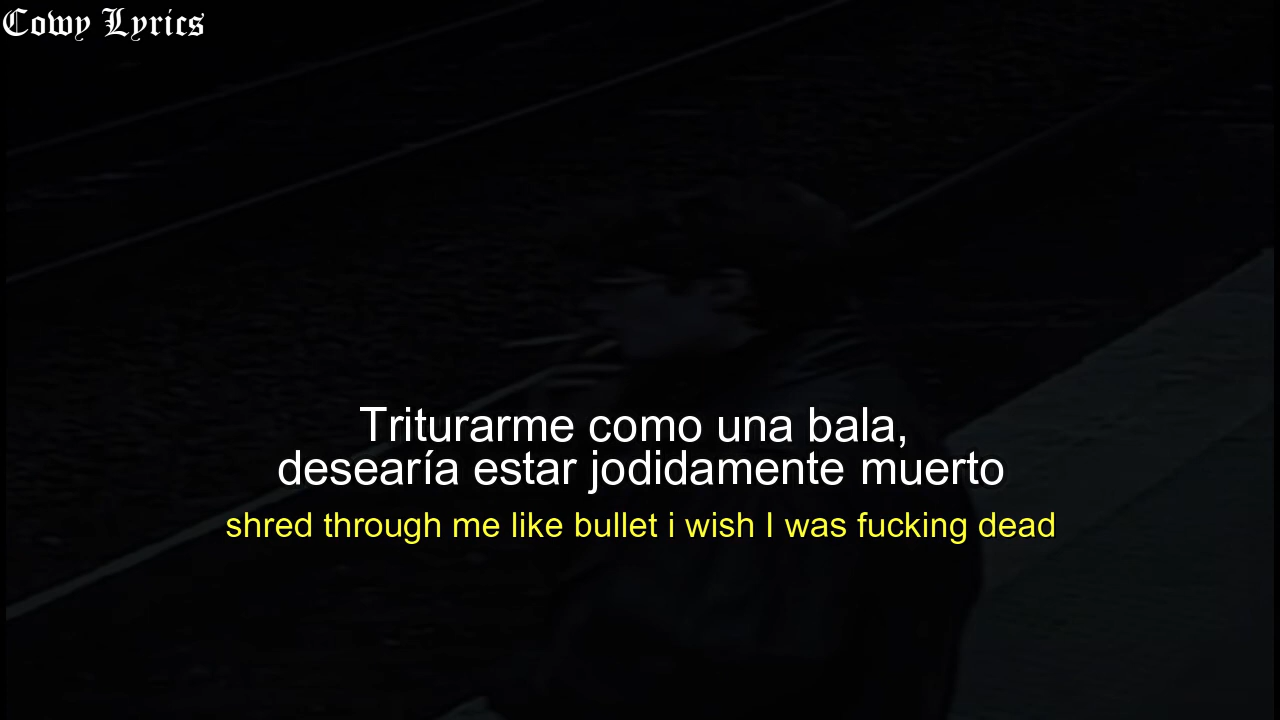 Cowy Lyrics
Triturarme como una bala,
desearía estar jodidamente muerto
shred through me like bullet i wish I was fucking dead